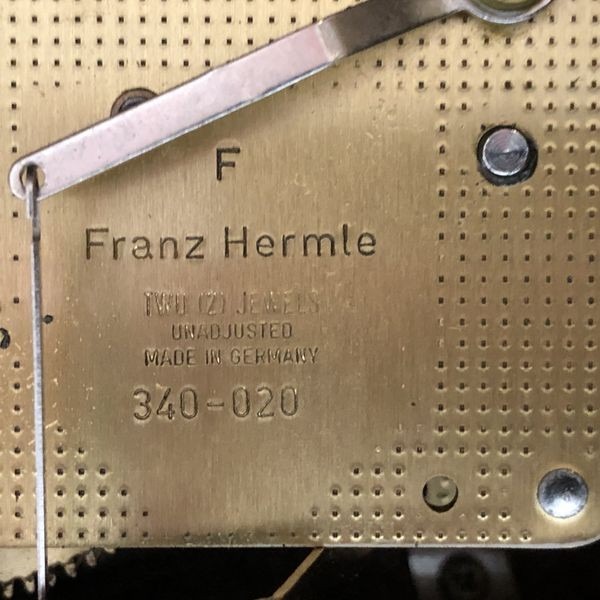 F
Franz Hermle
TWO (2) JEWELS
UNADJUSTED
MADE IN GERMANY
340-020